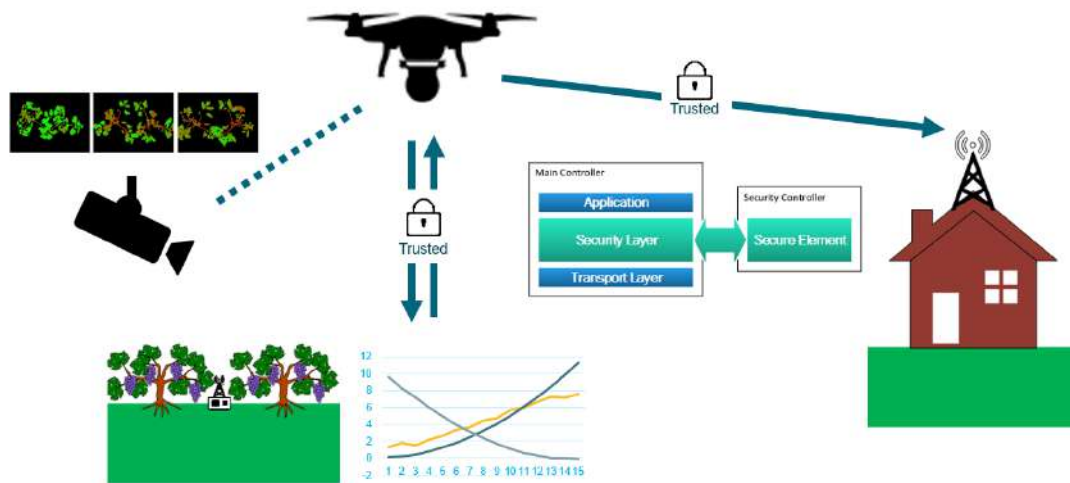 Trusted
Trusted
Main Controller
Application
Security Layer
Transport Layer
Security Controller
Secure Element
12
10
8
6
4
2
0
-2
1 2 3 4 5 6 7 8 9 10 11 12 13 14 15